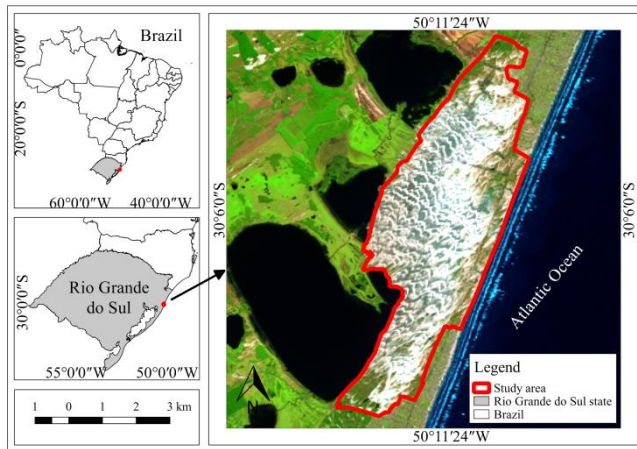 Brazil
0°0′0″
20°0′0″S
60°0′0″W 40°0′0″W
Rio Grande
do Sul
30°0′0″S
55°0′0″W 50°0′0″W
1 0 1 2 3 km
50°11′24″W
30°6′0″S
30°6′0″S
Atlantic Ocean
N
Legend
Study area
Rio Grande do Sul state
Brazil
50°11′24″W